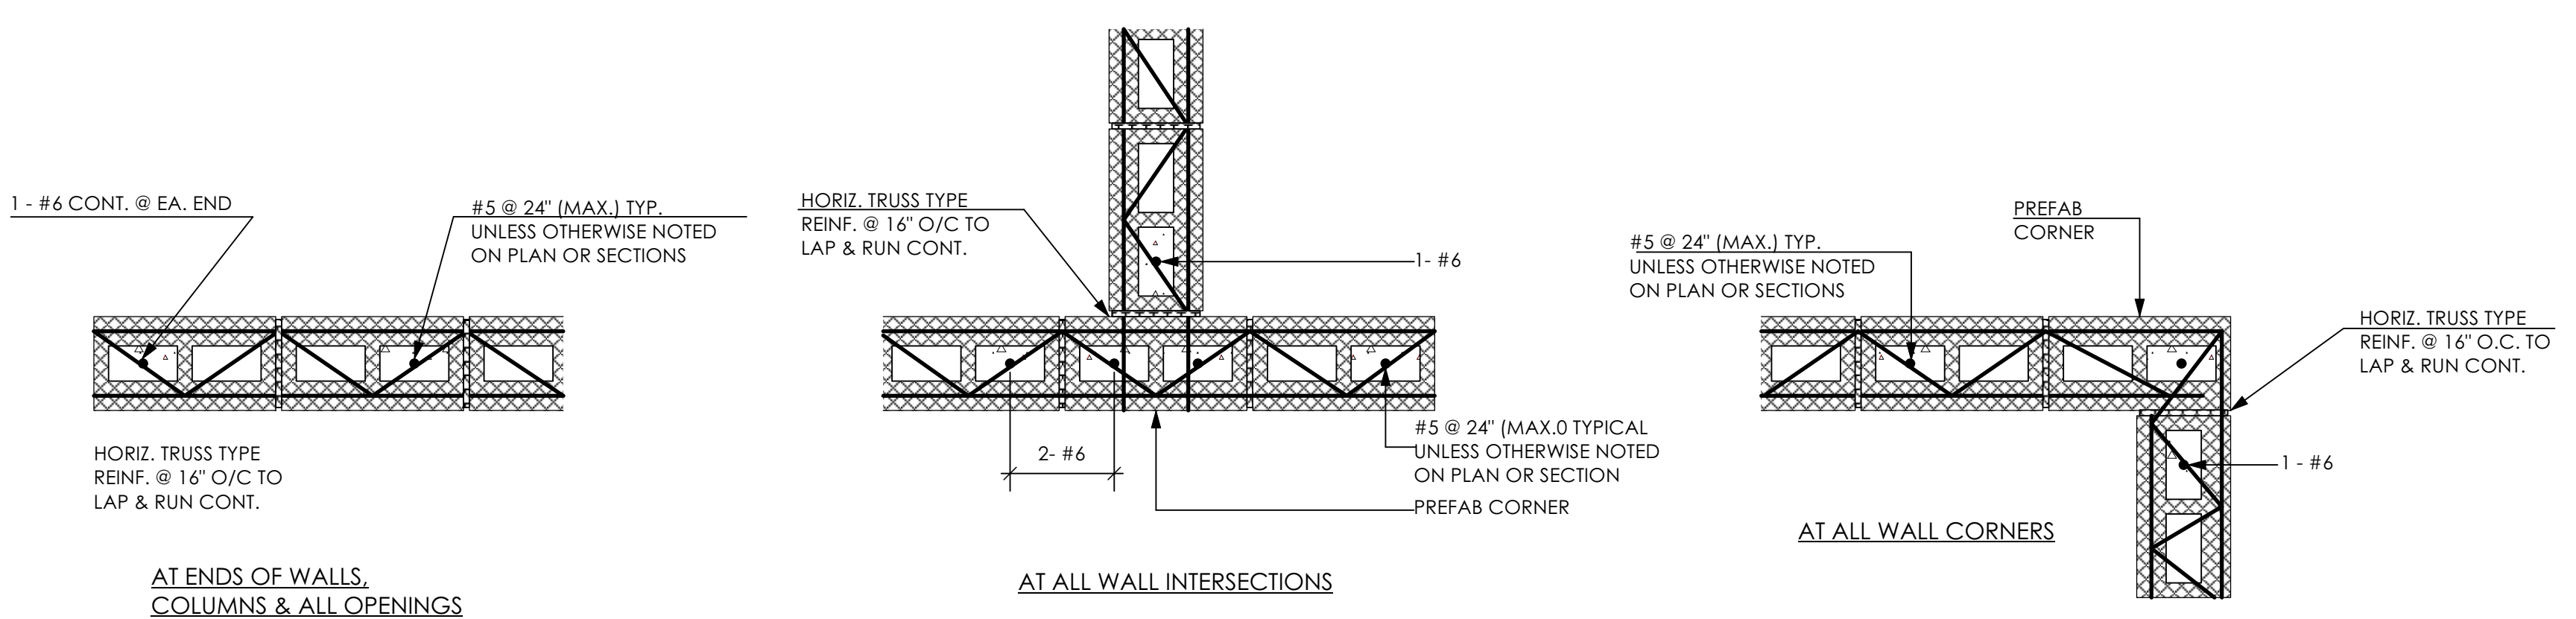 1 - #6 CONT. @ EA. END
#5 @ 24" (MAX.) TYP.
UNLESS OTHERWISE NOTED
ON PLAN OR SECTIONS
HORIZ. TRUSS TYPE
REINF. @ 16" O/C TO
LAP & RUN CONT.
AT ENDS OF WALLS,
COLUMNS & ALL OPENINGS
HORIZ. TRUSS TYPE
REINF. @ 16" O/C TO
LAP & RUN CONT.
1- #6
2- #6
#5 @ 24" (MAX.0 TYPICAL
UNLESS OTHERWISE NOTED
ON PLAN OR SECTION
PREFAB CORNER
AT ALL WALL INTERSECTIONS
#5 @ 24" (MAX.) TYP.
UNLESS OTHERWISE NOTED
ON PLAN OR SECTIONS
PREFAB
CORNER
HORIZ. TRUSS TYPE
REINF. @ 16" O.C. TO
LAP & RUN CONT.
1 - #6
AT ALL WALL CORNERS